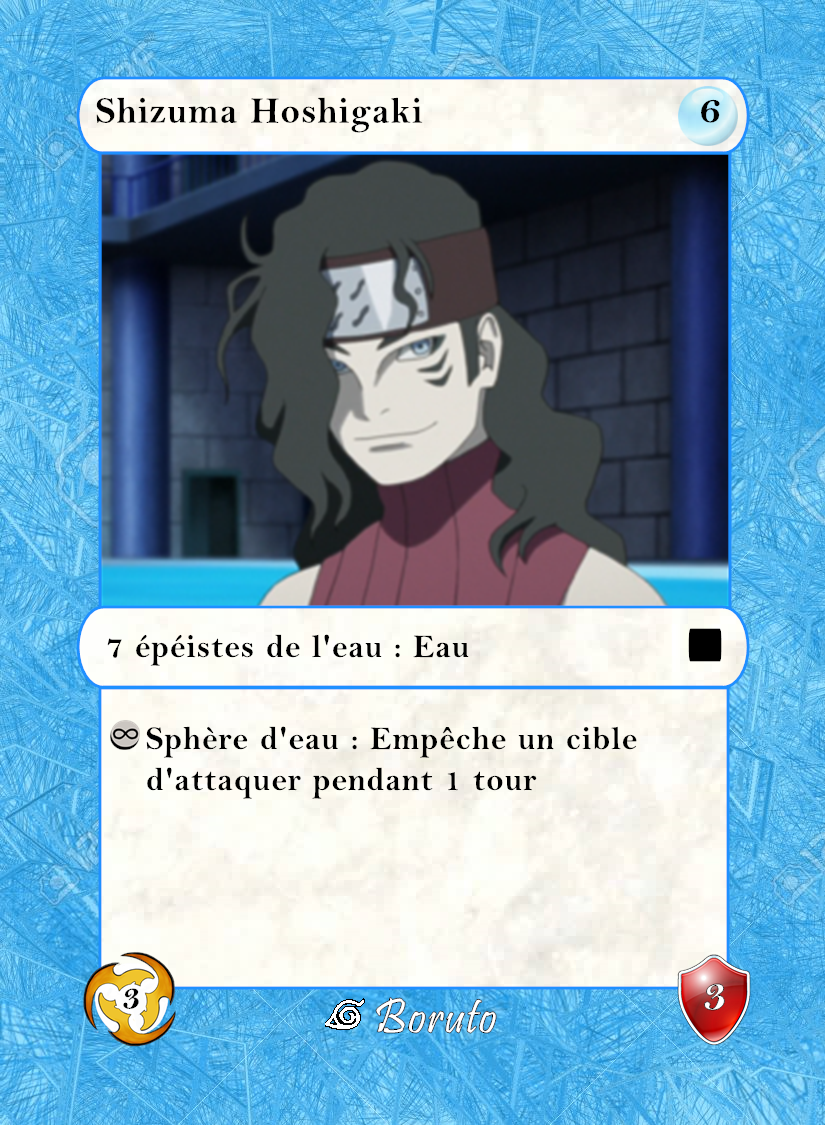 Shizuma Hoshigaki
6
7 épéistes de l'eau : Eau
∞ Sphère d'eau : Empêche un cible
d'attaquer pendant 1 tour
3
3
Boruto